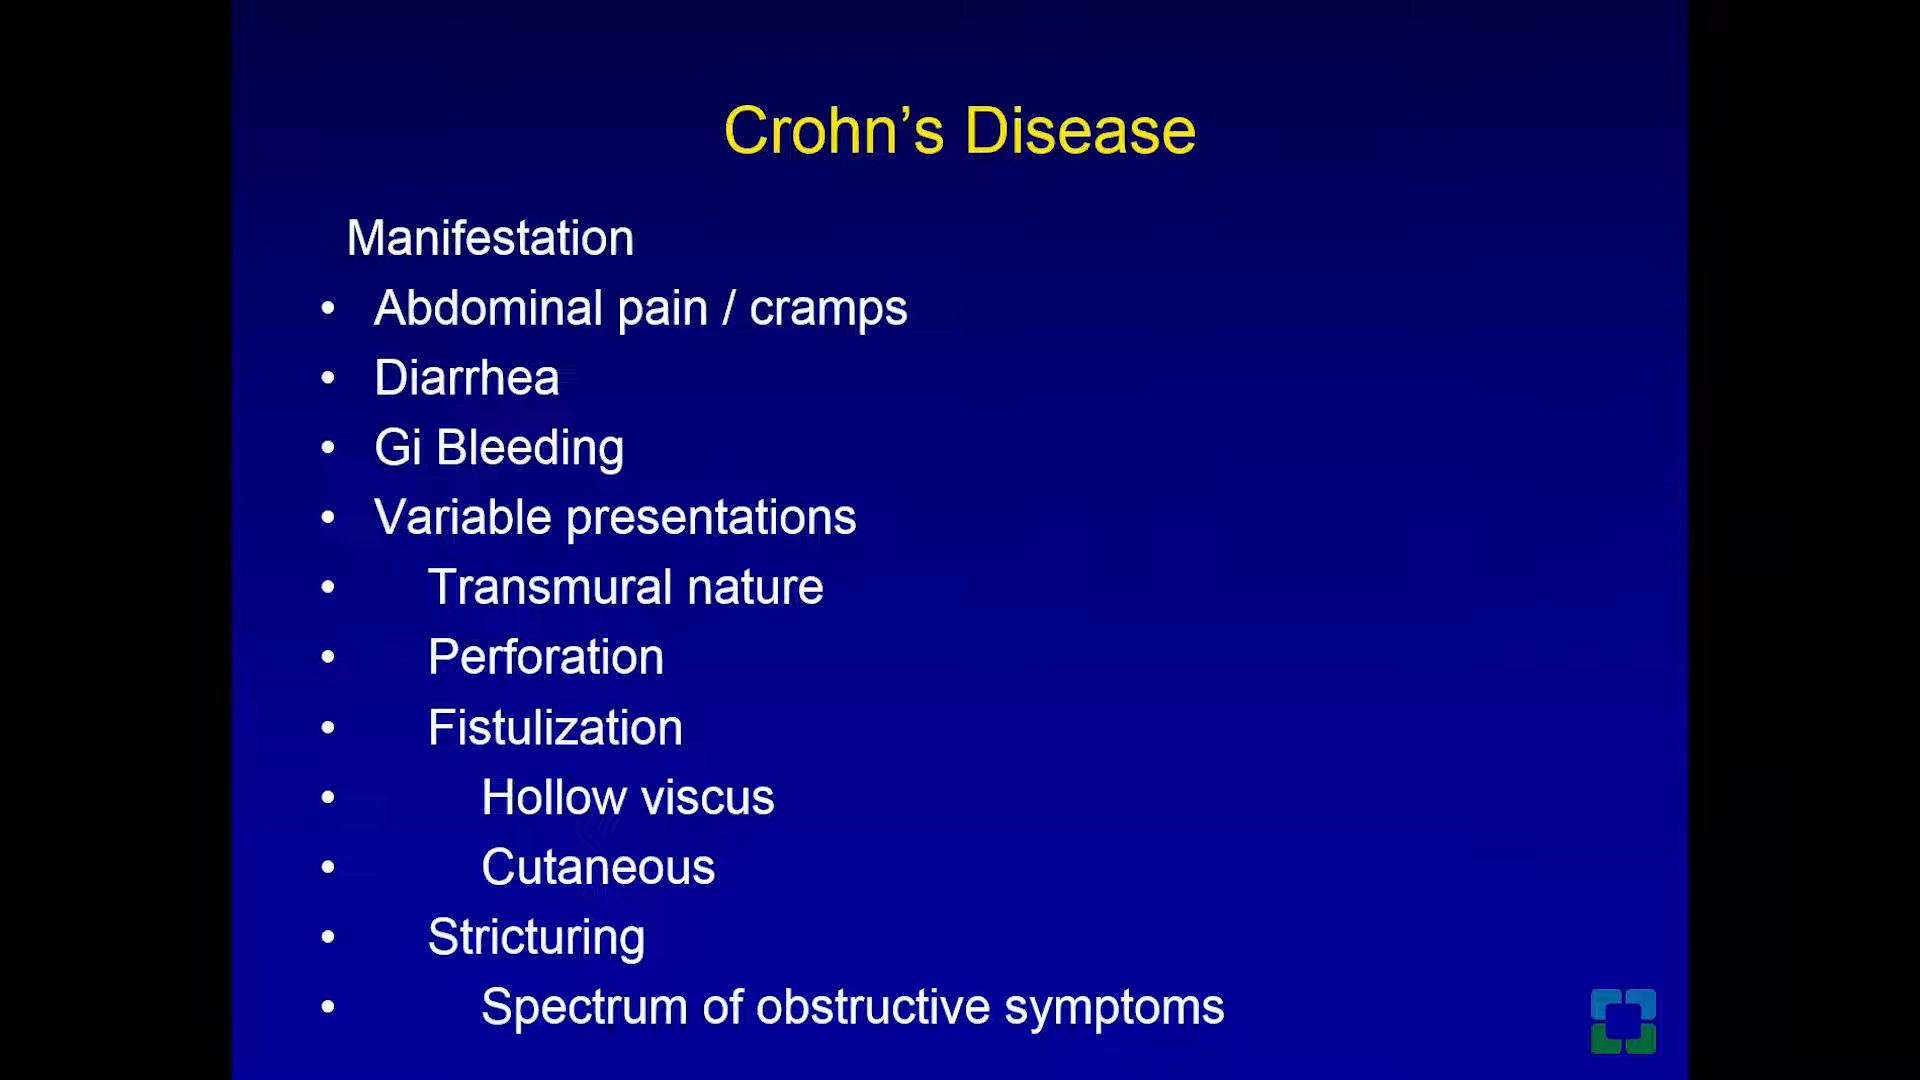 Crohn’s Disease
Manifestation
• Abdominal pain / cramps
• Diarrhea
• Gi Bleeding
• Variable presentations
• Transmural nature
• Perforation
• Fistulization
• Hollow viscus
• Cutaneous
• Stricturing
• Spectrum of obstructive symptoms